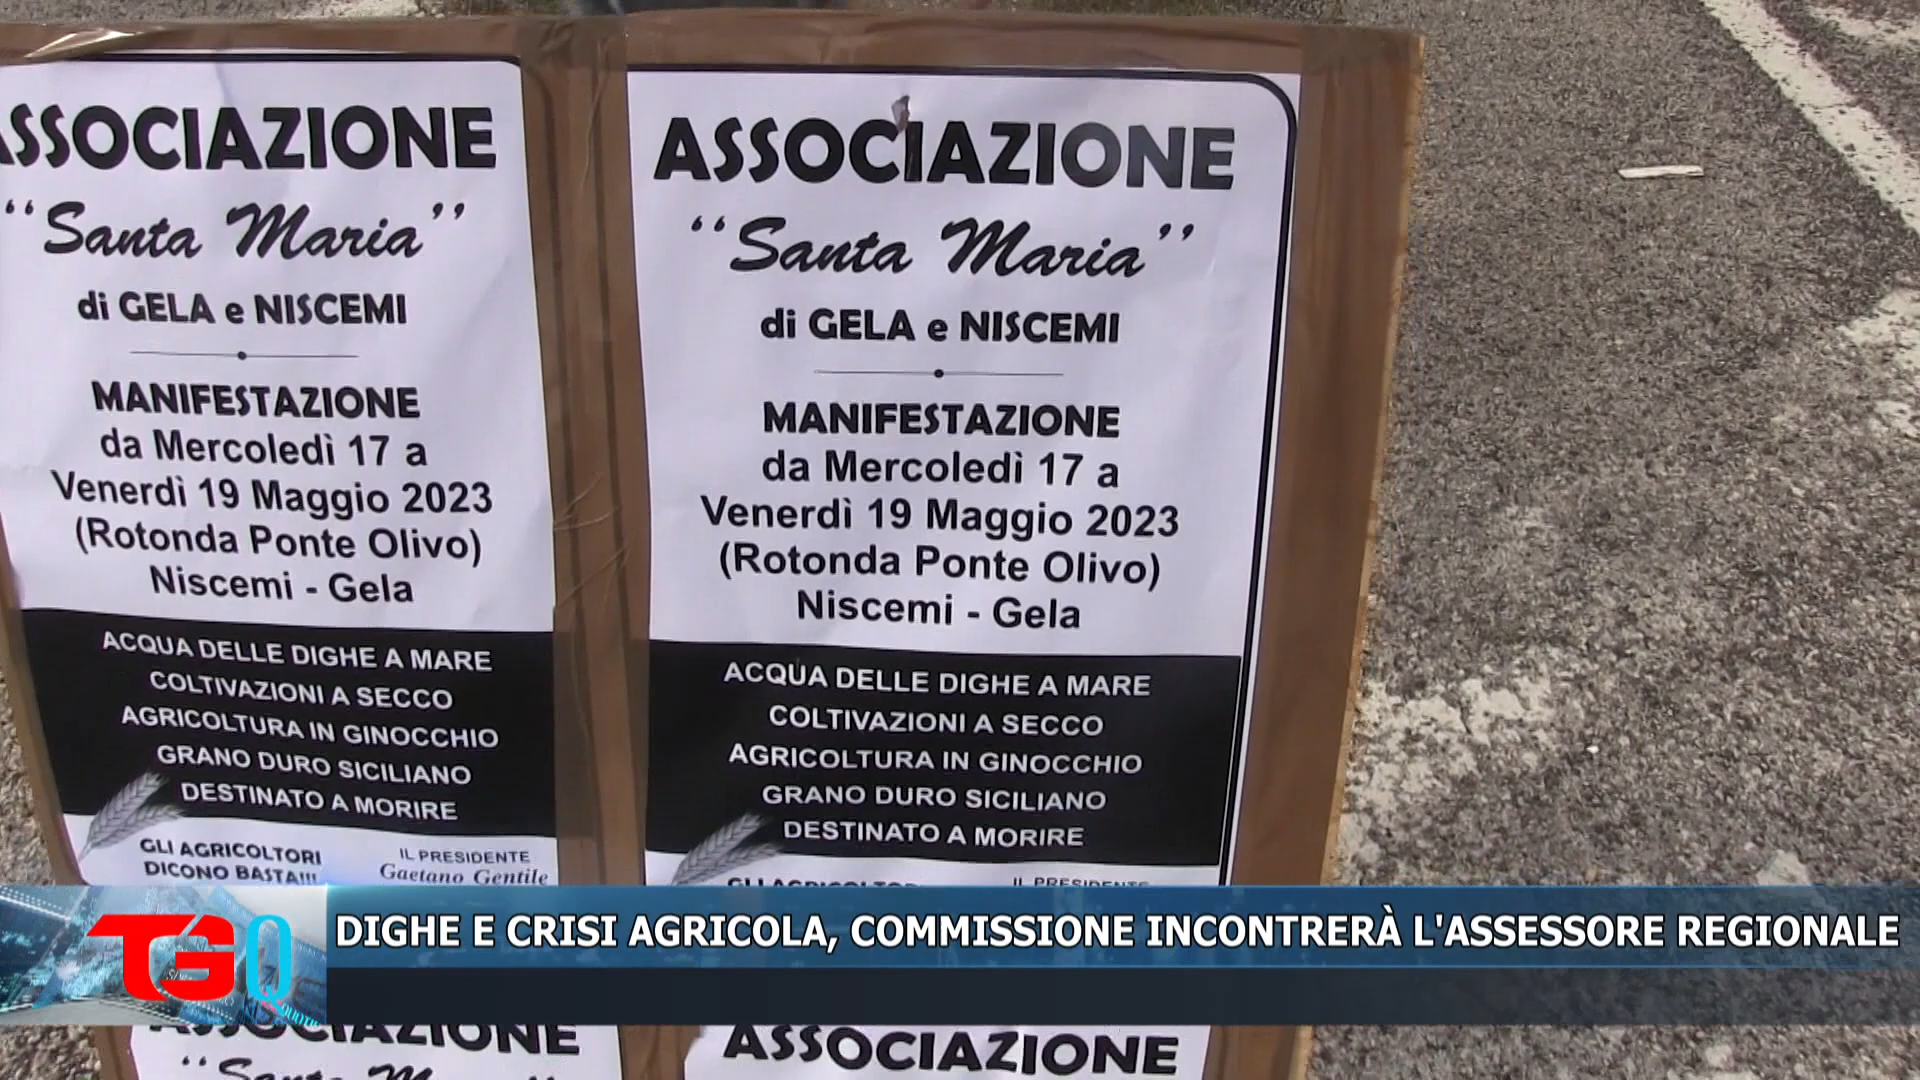 ASSOCIAZIONE
“Santa Maria”
di GELA e NISCEMI
MANIFESTAZIONE
da Mercoledì 17 a
Venerdì 19 Maggio 2023
(Rotonda Ponte Olivo)
Niscemi - Gela
ACQUA DELLE DIGHE A MARE
COLTIVAZIONI A SECCO
AGRICOLTURA IN GINOCCHIO
GRANO DURO SICILIANO
DESTINATO A MORIRE
GLI AGRICOLTORI
DICONO BASTA!!!
IL PRESIDENTE
Gaetano Gentile
ASSOCIAZIONE
“Santa Maria”
di GELA e NISCEMI
MANIFESTAZIONE
da Mercoledì 17 a
Venerdì 19 Maggio 2023
(Rotonda Ponte Olivo)
Niscemi - Gela
ACQUA DELLE DIGHE A MARE
COLTIVAZIONI A SECCO
AGRICOLTURA IN GINOCCHIO
GRANO DURO SICILIANO
DESTINATO A MORIRE
GLI AGRICOLTORI
IL PRESIDENTE
TGQ
DIGHE E CRISI AGRICOLA, COMMISSIONE INCONTRERÀ L'ASSESSORE REGIONALE
ASSOCIAZIONE
“Santa Maria”
ASSOCIAZIONE